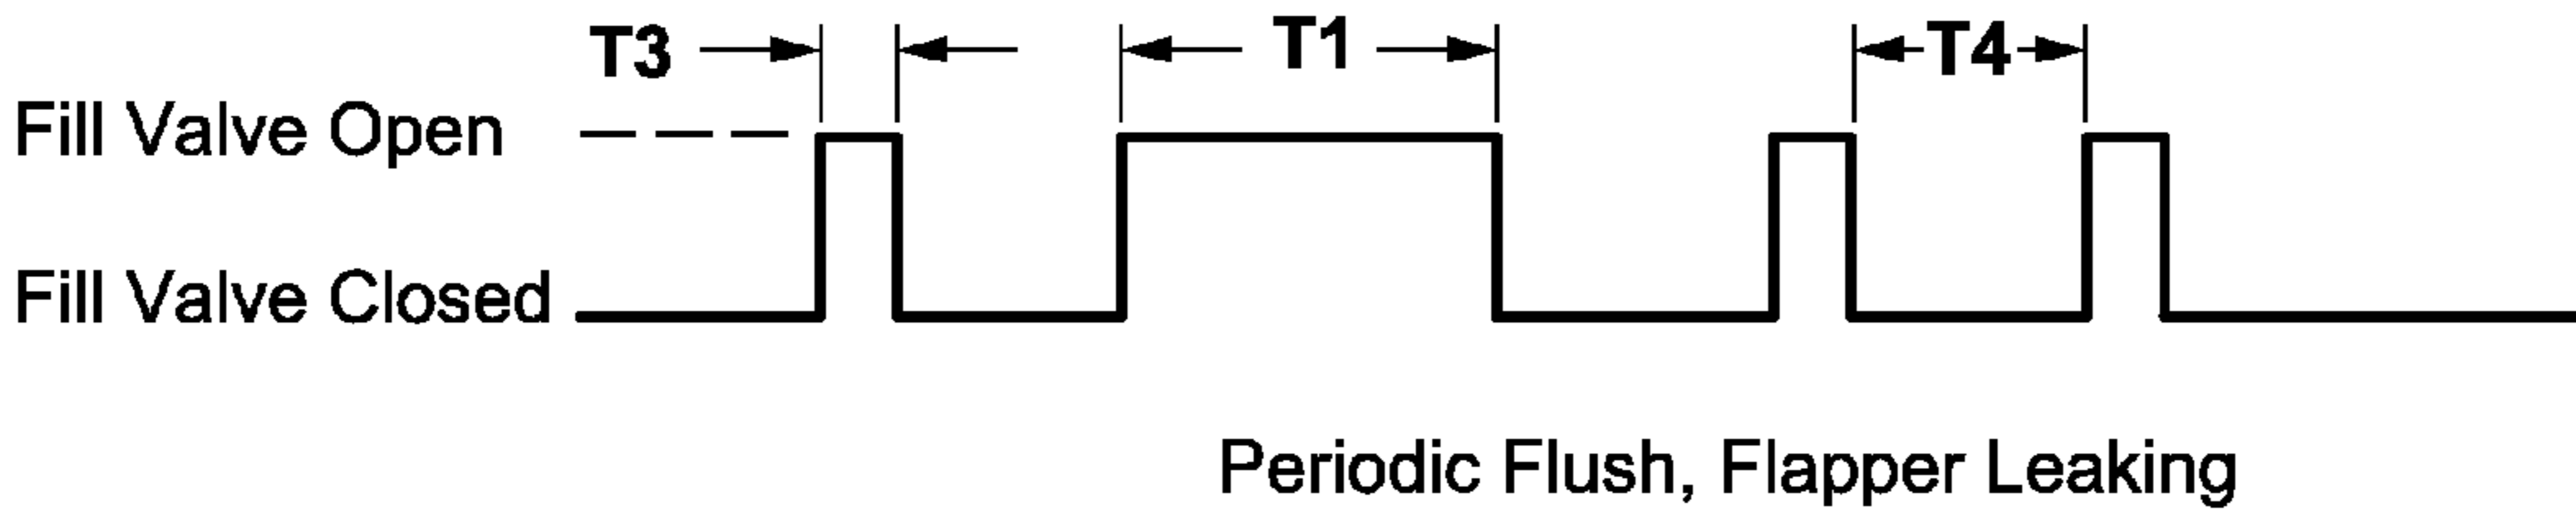 T3 T1 T4
Fill Valve Open
Fill Valve Closed
Periodic Flush, Flapper Leaking